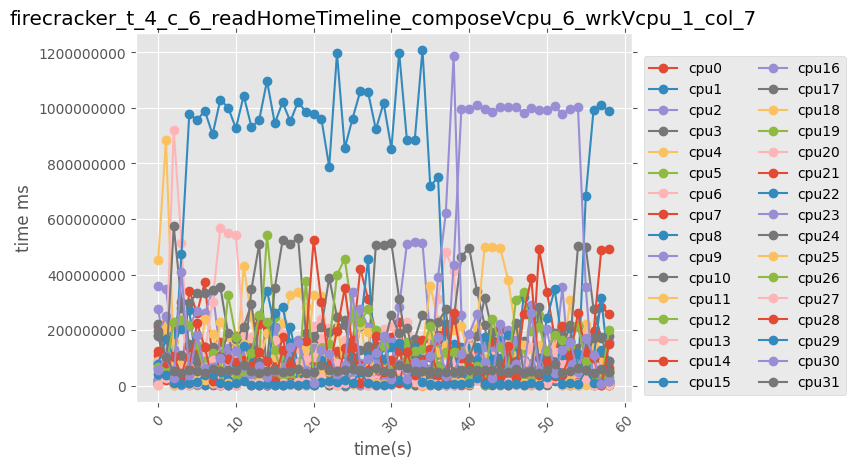 firecracker_t_4_c_6_readHomeTimeline_composeVcpu_6_wrkVcpu_1_col_7
1200000000
1000000000
800000000
600000000
400000000
200000000
0
time ms
0
10
20
30
40
50
60
time(s)
cpu0
cpu1
cpu2
cpu3
cpu4
cpu5
cpu6
cpu7
cpu8
cpu9
cpu10
cpu11
cpu12
cpu13
cpu14
cpu15
cpu16
cpu17
cpu18
cpu19
cpu20
cpu21
cpu22
cpu23
cpu24
cpu25
cpu26
cpu27
cpu28
cpu29
cpu30
cpu31